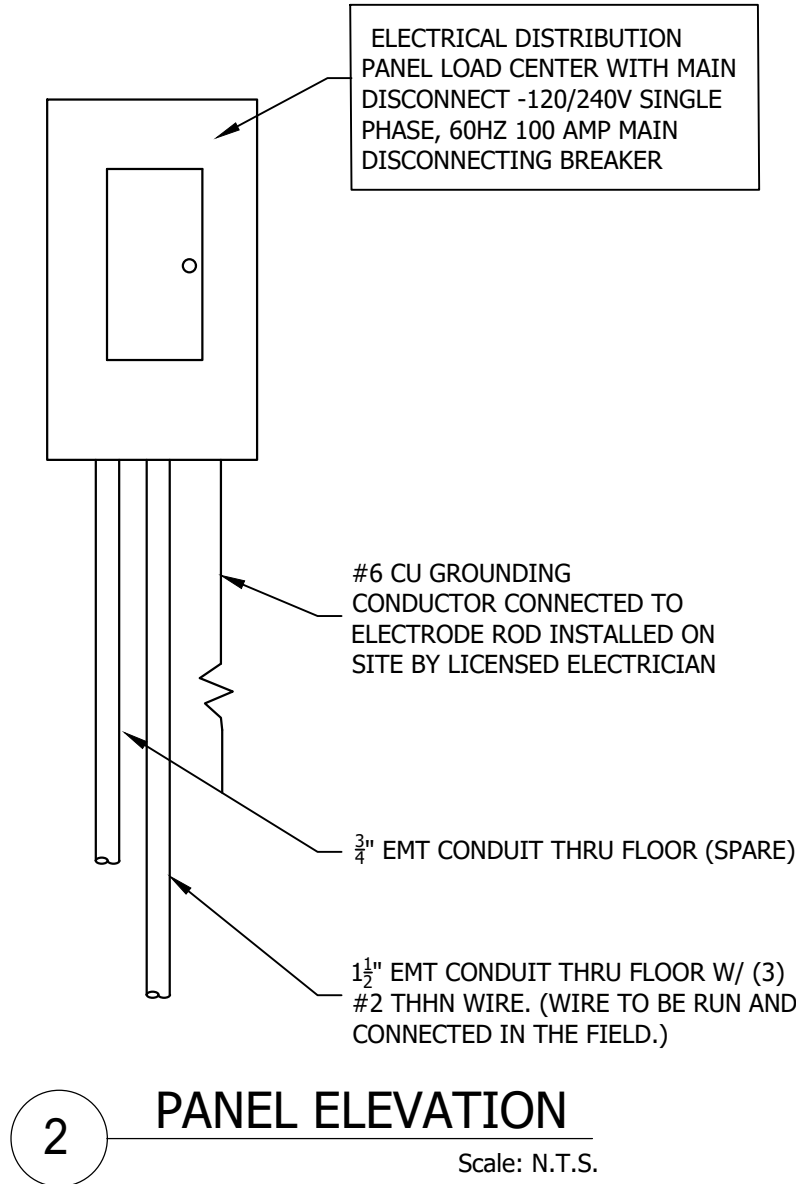 ELECTRICAL DISTRIBUTION
PANEL LOAD CENTER WITH MAIN
DISCONNECT -120/240V SINGLE
PHASE, 60HZ 100 AMP MAIN
DISCONNECTING BREAKER
#6 CU GROUNDING
CONDUCTOR CONNECTED TO
ELECTRODE ROD INSTALLED ON
SITE BY LICENSED ELECTRICIAN
3/4" EMT CONDUIT THRU FLOOR (SPARE)
1 1/2" EMT CONDUIT THRU FLOOR W/ (3)
#2 THHN WIRE. (WIRE TO BE RUN AND
CONNECTED IN THE FIELD.)
2
PANEL ELEVATION
Scale: N.T.S.